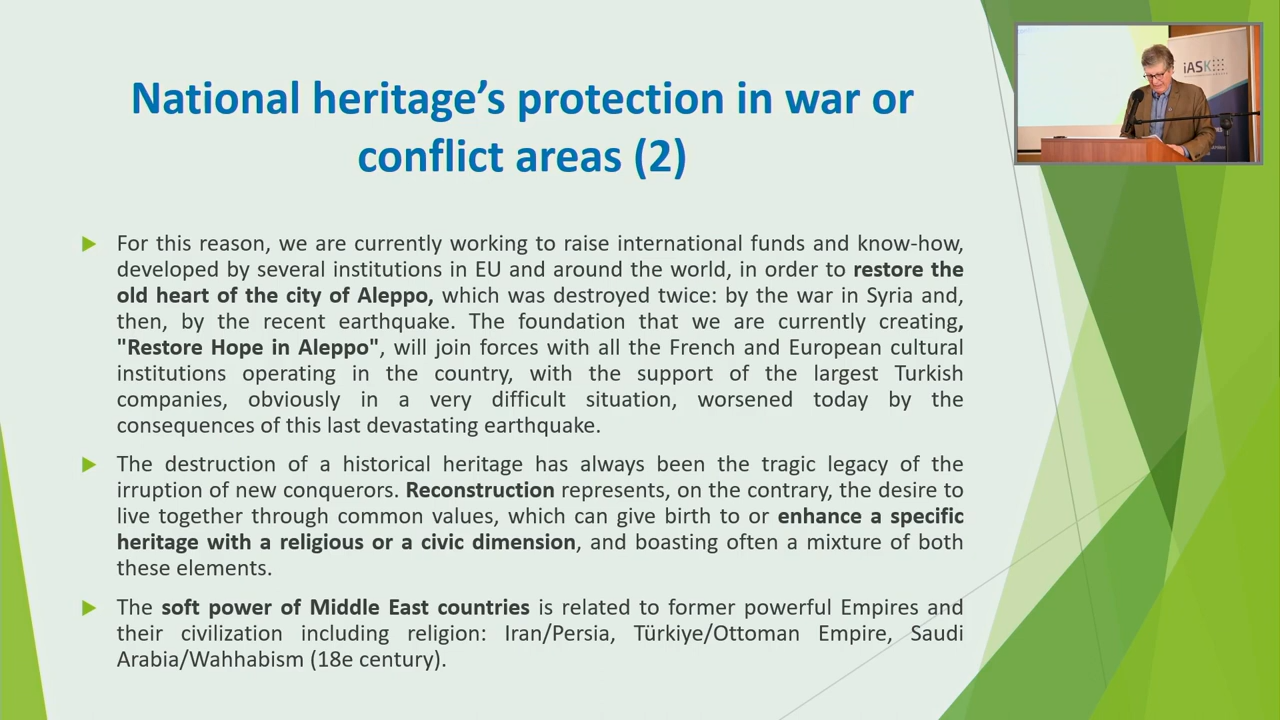 National heritage’s protection in war or
conflict areas (2)
For this reason, we are currently working to raise international funds and know-how,
developed by several institutions in EU and around the world, in order to restore the
old heart of the city of Aleppo, which was destroyed twice: by the war in Syria and,
then, by the recent earthquake. The foundation that we are currently creating,
"Restore Hope in Aleppo", will join forces with all the French and European cultural
institutions operating in the country, with the support of the largest Turkish
companies, obviously in a very difficult situation, worsened today by the
consequences of this last devastating earthquake.
The destruction of a historical heritage has always been the tragic legacy of the
irruption of new conquerors. Reconstruction represents, on the contrary, the desire to
live together through common values, which can give birth to or enhance a specific
heritage with a religious or a civic dimension, and boasting often a mixture of both
these elements.
The soft power of Middle East countries is related to former powerful Empires and
their civilization including religion: Iran/Persia, Türkiye/Ottoman Empire, Saudi
Arabia/Wahhabism (18e century).
iASK